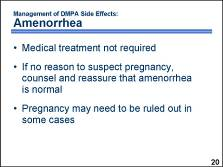 Management of DMPA Side Effects:
Amenorrhea
• Medical treatment not required
• If no reason to suspect pregnancy,
counsel and reassure that amenorrhea
is normal
• Pregnancy may need to be ruled out in
some cases
20